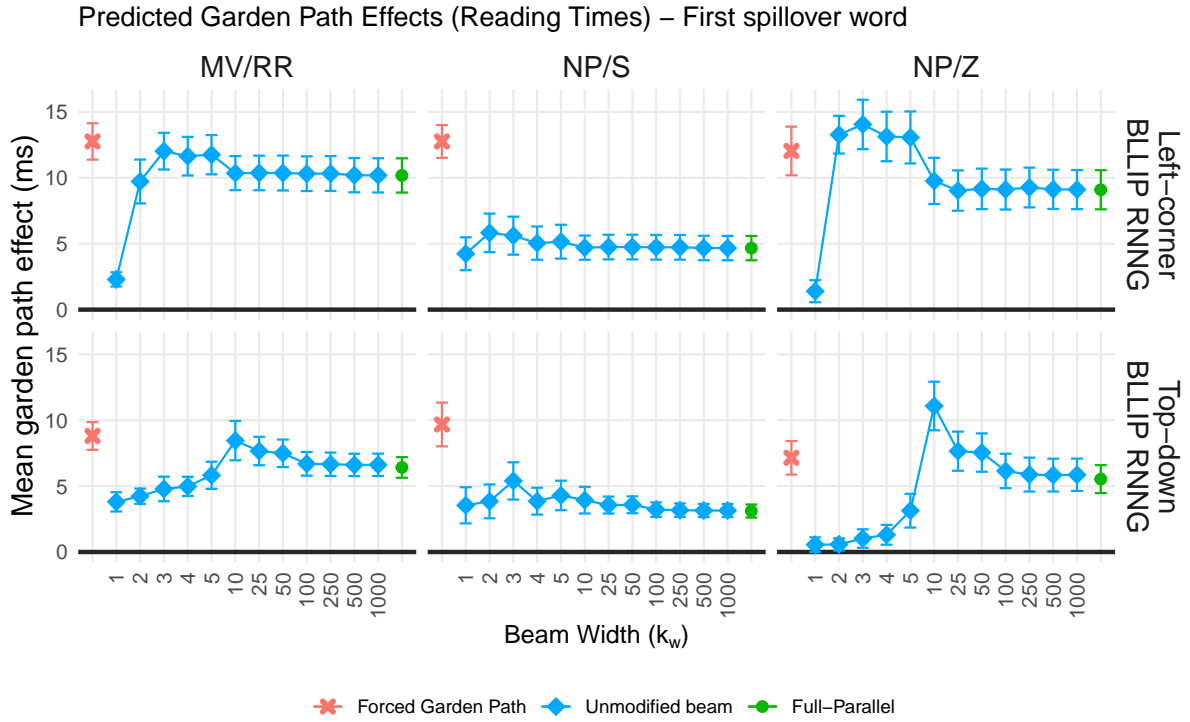 Predicted Garden Path Effects (Reading Times) – First spillover word
MV/RR
NP/S
NP/Z
Mean garden path effect (ms)
15
10
5
0
Left−corner
BLLIP RNNG
15
10
5
0
Top−down
BLLIP RNNG
1 2 3 4 5 10 25 50 100 250 500 1000
1 2 3 4 5 10 25 50 100 250 500 1000
1 2 3 4 5 10 25 50 100 250 500 1000
Beam Width (kw)
Forced Garden Path Unmodified beam Full−Parallel